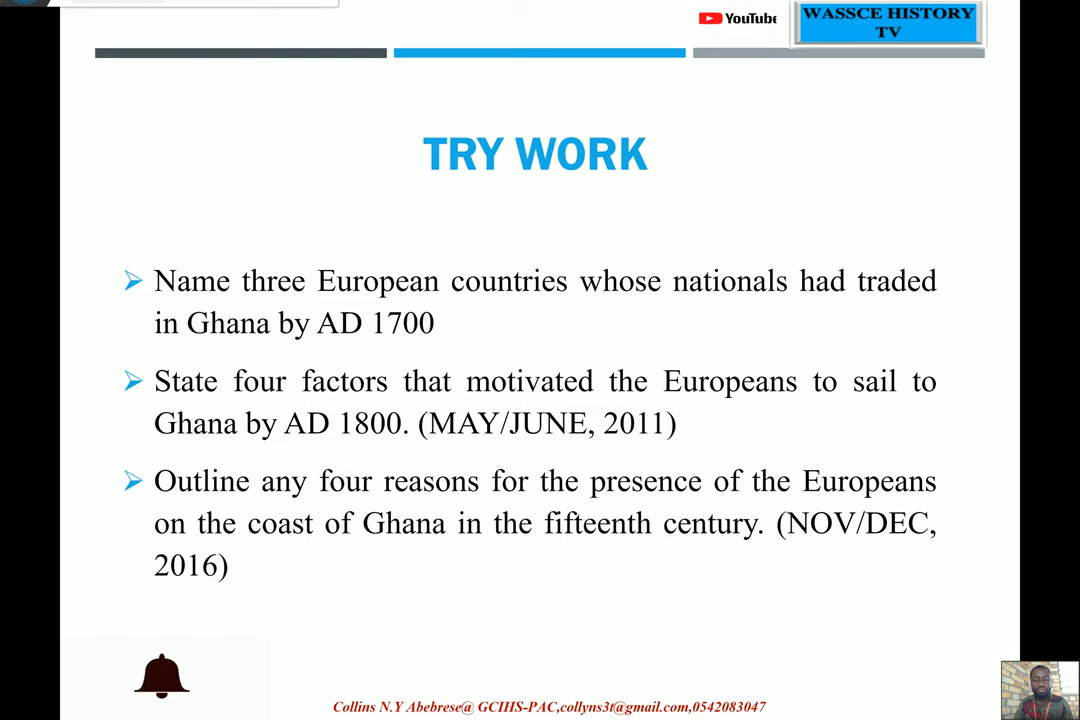 YouTube
WASSCE HISTORY
TV
TRY WORK
Name three European countries whose nationals had traded
in Ghana by AD 1700
State four factors that motivated the Europeans to sail to
Ghana by AD 1800. (MAY/JUNE, 2011)
Outline any four reasons for the presence of the Europeans
on the coast of Ghana in the fifteenth century. (NOV/DEC,
2016)
Collins N.Y Abebrese@ GCIHS-PAC,collyns3t@gmail.com,0542083047